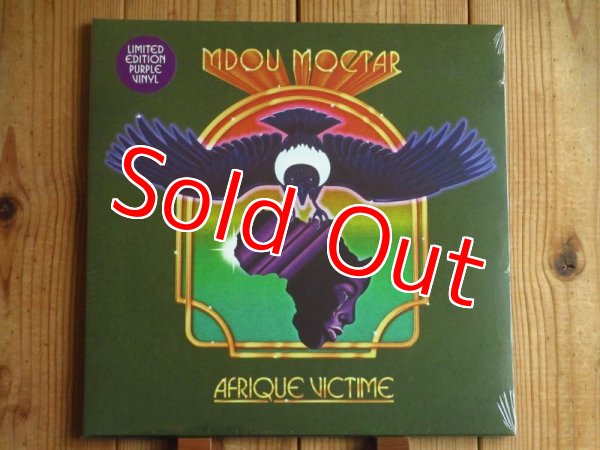 LIMITED
EDITION
PURPLE
VINYL
MDOU MOCTAR
Sold Out
AFRIQUE VICTIME